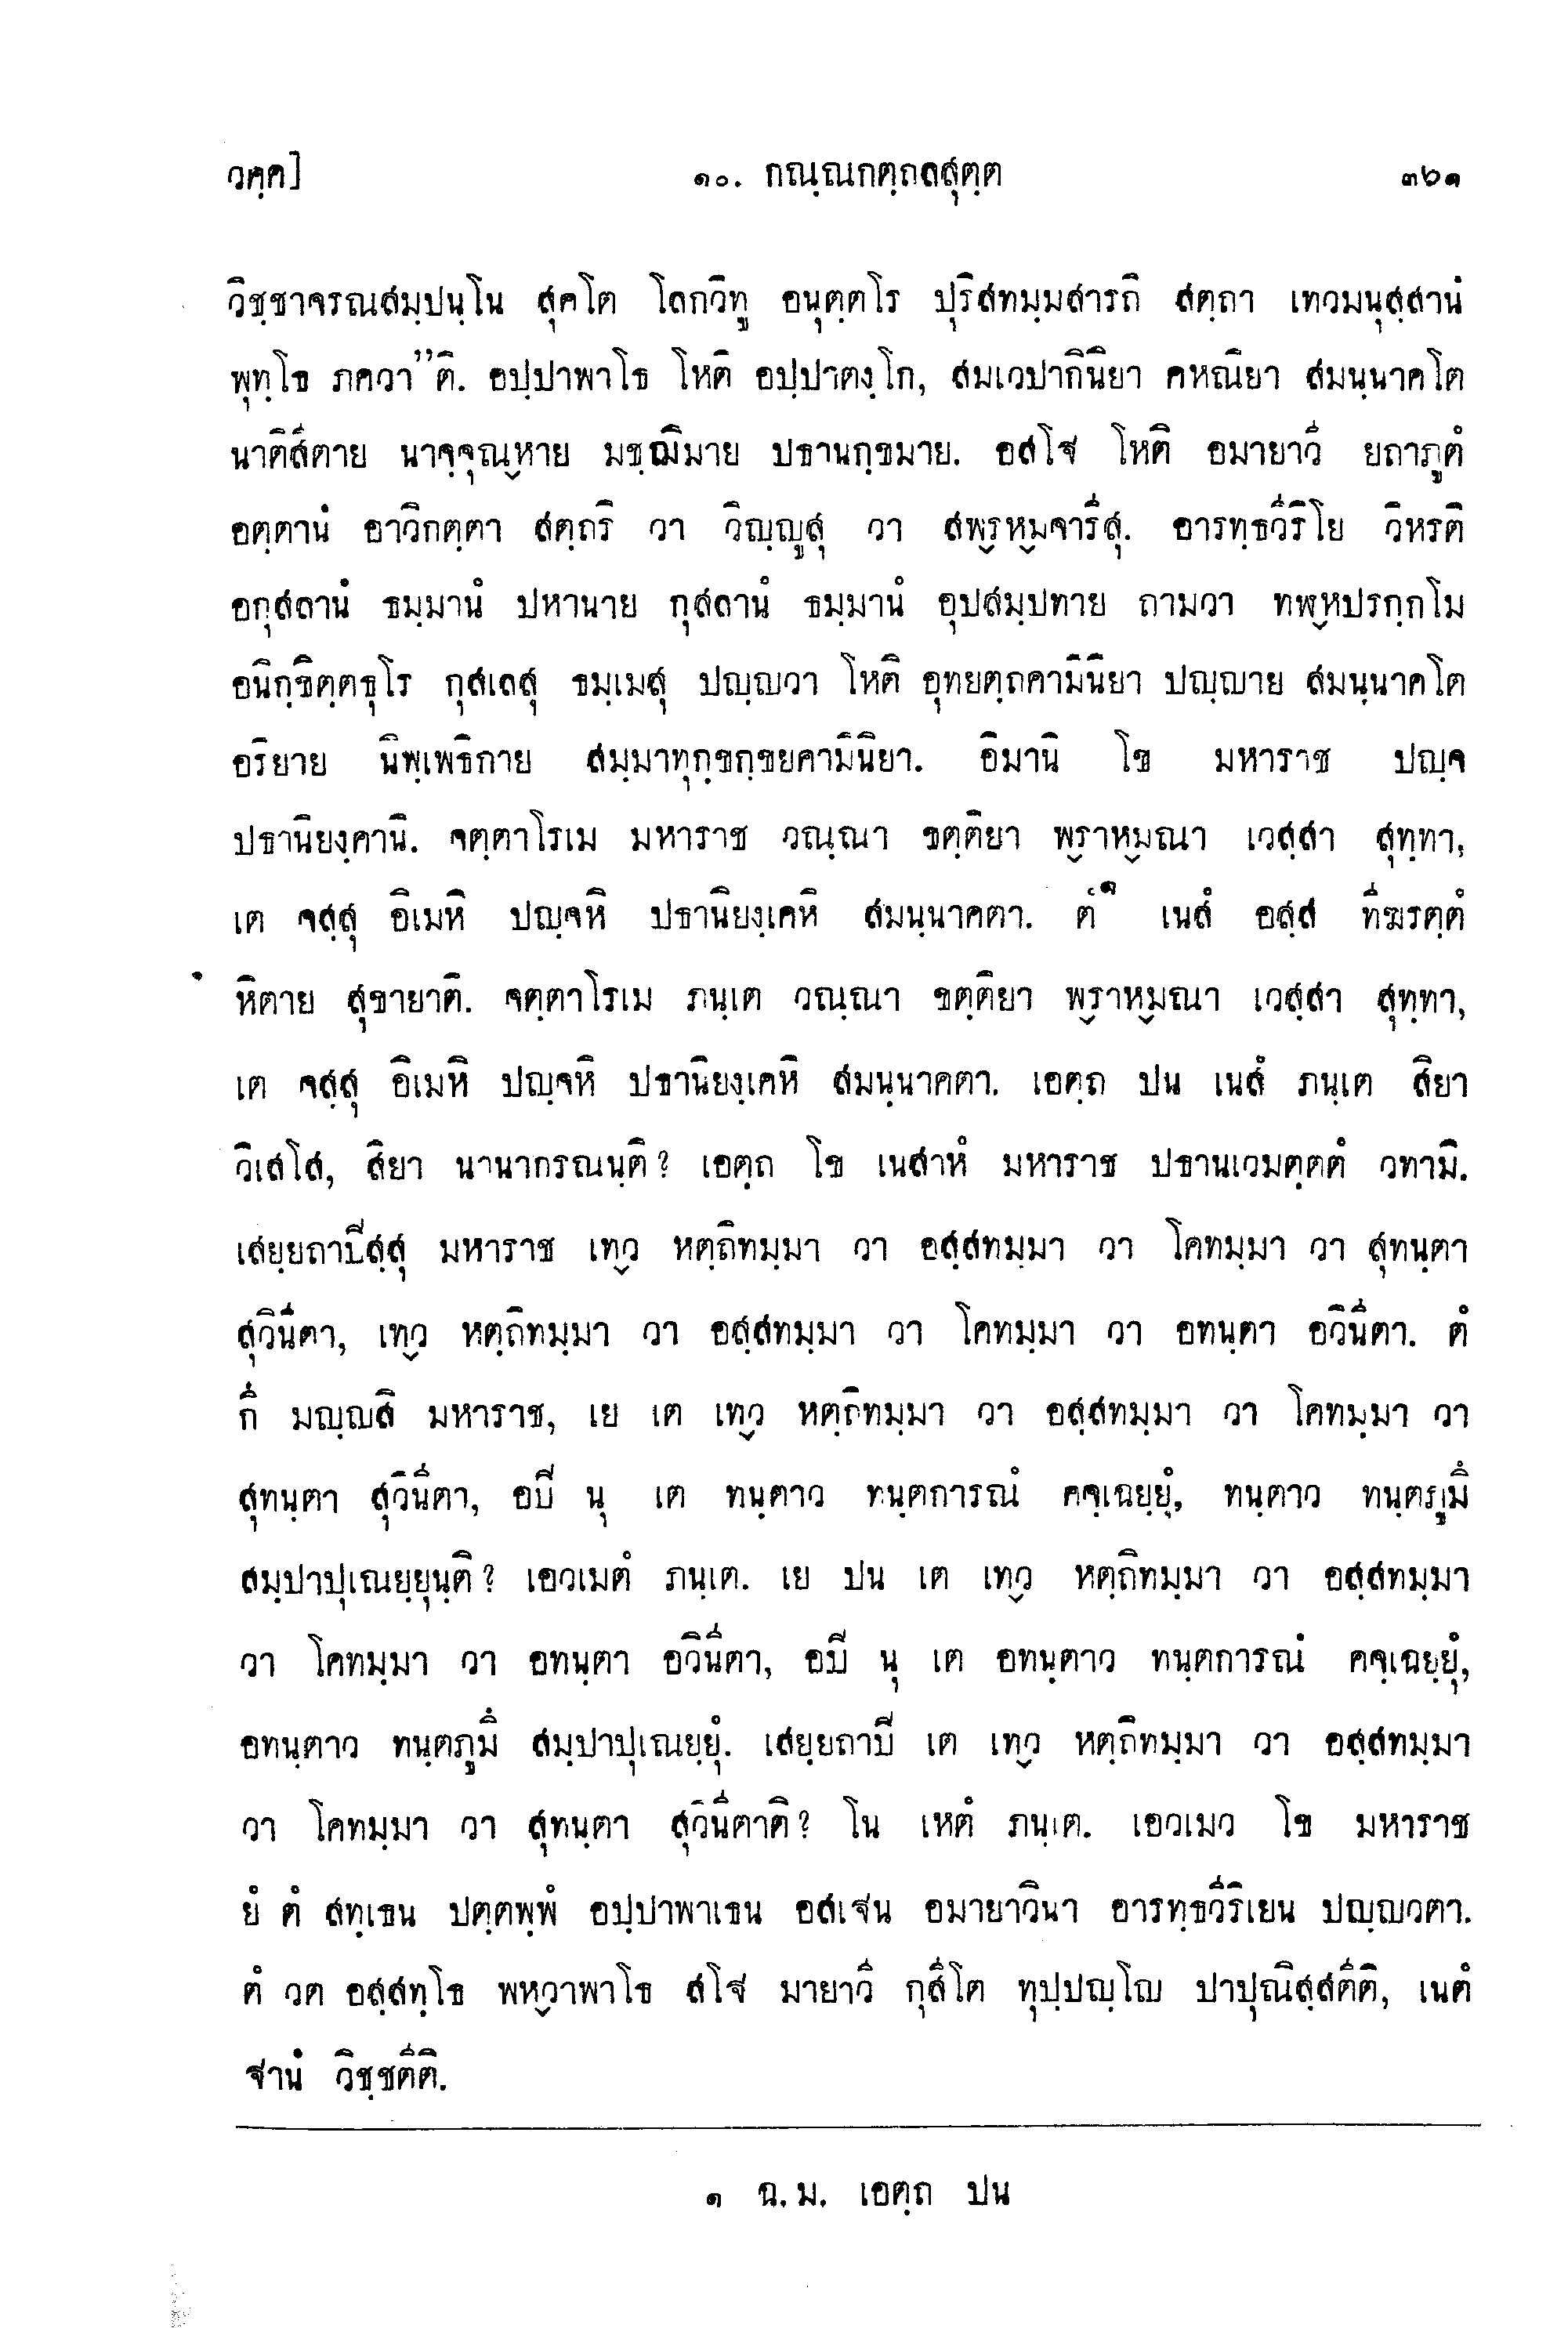 วคฺค]
๑๐. กณฺณกตฺถลสุตฺต
๓๖๑
วิชฺชาจรณสมฺปนฺโน สุคโต โลกวิทู อนุตฺตโร ปุริสทมฺมสารถิ สตฺถา เทวมนุสฺสานํ
พุทฺโธ ภควา”ติ. อปฺปาพาโธ โหติ อปฺปาตงฺโก, สมเวปากินิยา คหณิยา สมนฺนาคโต
นาติสีตาย นาจฺจุณฺหาย มชฺฌิมาย ปธานกฺขมาย. อสโฐ โหติ อมายาวี ยถาภูตํ
อตฺตานํ อาวิกตฺตา สตฺถริ วา วิญฺญูสุ วา สพฺรหฺมจารีสุ. อารทฺธวีริโย วิหรติ
อกุสลานํ ธมฺมานํ ปหานาย กุสลานํ ธมฺมานํ อุปสมฺปทาย ถามวา ทฬฺหปรกฺกโม
อนิกฺขิตฺตธุโร กุสเลสุ ธมฺเมสุ ปญฺญวา โหติ อุทยตฺถคามินิยา ปญฺญาย สมนฺนาคโต
อริยาย นิพฺเพธิกาย สมฺมาทุกฺขกฺขยคามินิยา. อิมานิ โข มหาราช ปญฺจ
ปธานิยงฺคานิ. จตฺตาโรเม มหาราช วณฺณา ขตฺติยา พฺราหฺมณา เวสฺสา สุทฺทา,
เต จสฺสุ อิเมหิ ปญฺจหิ ปธานิยงฺเคหิ สมนฺนาคตา. ตํ๑ เนสํ อสฺส ทีฆรตฺตํ
หิตาย สุขายาติ. จตฺตาโรเม ภนฺเต วณฺณา ขตฺติยา พฺราหฺมณา เวสฺสา สุทฺทา,
เต จสฺสุ อิเมหิ ปญฺจหิ ปธานิยงฺเคหิ สมนฺนาคตา. เอตฺถ ปน เนสํ ภนฺเต สิยา
วิเสโส, สิยา นานากรณนฺติ? เอตฺถ โข เนสาหํ มหาราช ปธานเวมตฺตตํ วทามิ.
เสยฺยถาปีสฺสุ มหาราช เทฺว หตฺถิทมฺมา วา อสฺสทมฺมา วา โคทมฺมา วา สุทนฺตา
สุวินีตา, เทฺว หตฺถิทมฺมา วา อสฺสทมฺมา วา โคทมฺมา วา อทนฺตา อวินีตา. ตํ
กึ มญฺญสิ มหาราช, เย เต เทฺว หตฺถิทมฺมา วา อสฺสทมฺมา วา โคทมฺมา วา
สุทนฺตา สุวินีตา, อปี นุ เต ทนฺตาว ทนฺตการณํ คจฺเฉยฺยุํ, ทนฺตาว ทนฺตภูมึ
สมฺปาปุเณยฺยุนฺติ? เอวเมตํ ภนฺเต. เย ปน เต เทฺว หตฺถิทมฺมา วา อสฺสทมฺมา
วา โคทมฺมา วา อทนฺตา อวินีตา, อปี นุ เต อทนฺตาว ทนฺตการณํ คจฺเฉยฺยุํ,
อทนฺตาว ทนฺตภูมึ สมฺปาปุเณยฺยุํ. เสยฺยถาปี เต เทฺว หตฺถิทมฺมา วา อสฺสทมฺมา
วา โคทมฺมา วา สุทนฺตา สุวินีตาติ? โน เหตํ ภนฺเต. เอวเมว โข มหาราช
ยํ ตํ สทฺเธน ปตฺตพฺพํ อปฺปาพาเธน อสเฐน อมายาวินา อารทฺธวีริเยน ปญฺญวตา.
ตํ วต อสฺสทฺโธ พหฺวาพาโธ สโฐ มายาวี กุสีโต ทุปฺปญฺโญ ปาปุณิสฺสตีติ, เนตํ
ฐานํ วิชฺชตีติ.
๑ ฉ.ม. เอตฺถ ปน